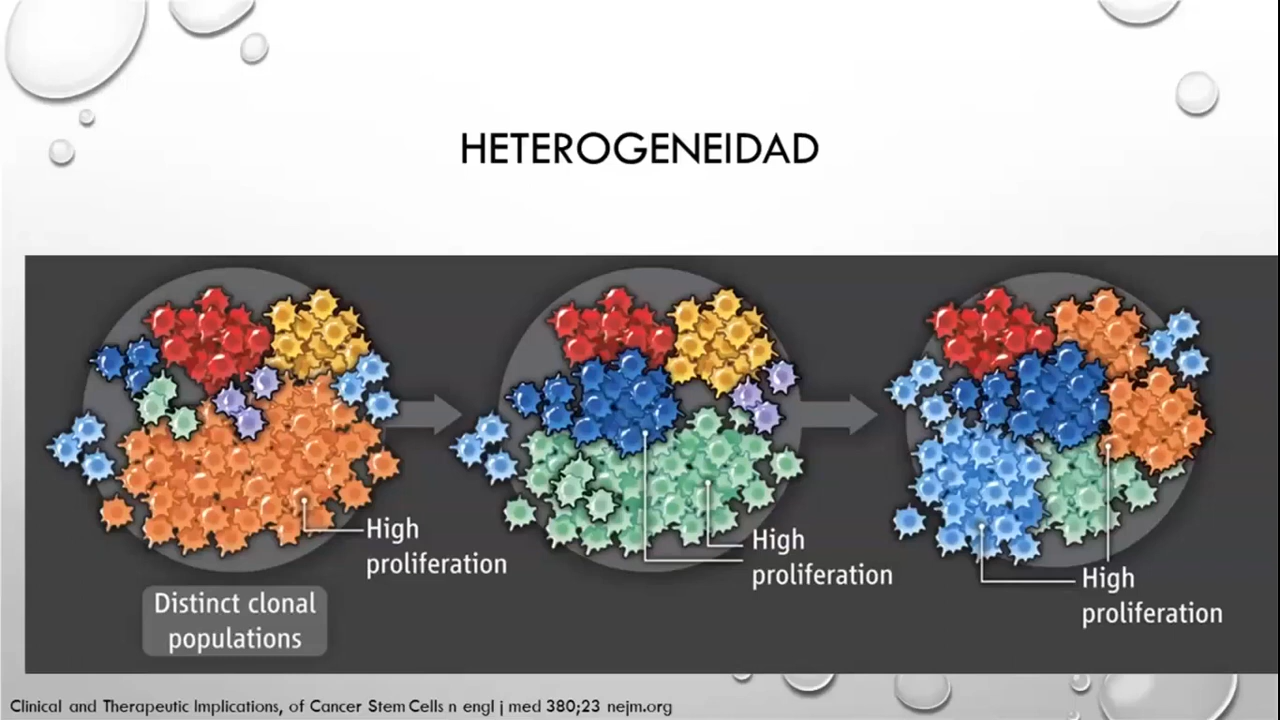 HETEROGENEIDAD
High
proliferation
Distinct clonal
populations
High
proliferation
High
proliferation
Clinical and Therapeutic Implications, of Cancer Stem Cells n engl j med 380;23 nejm.org